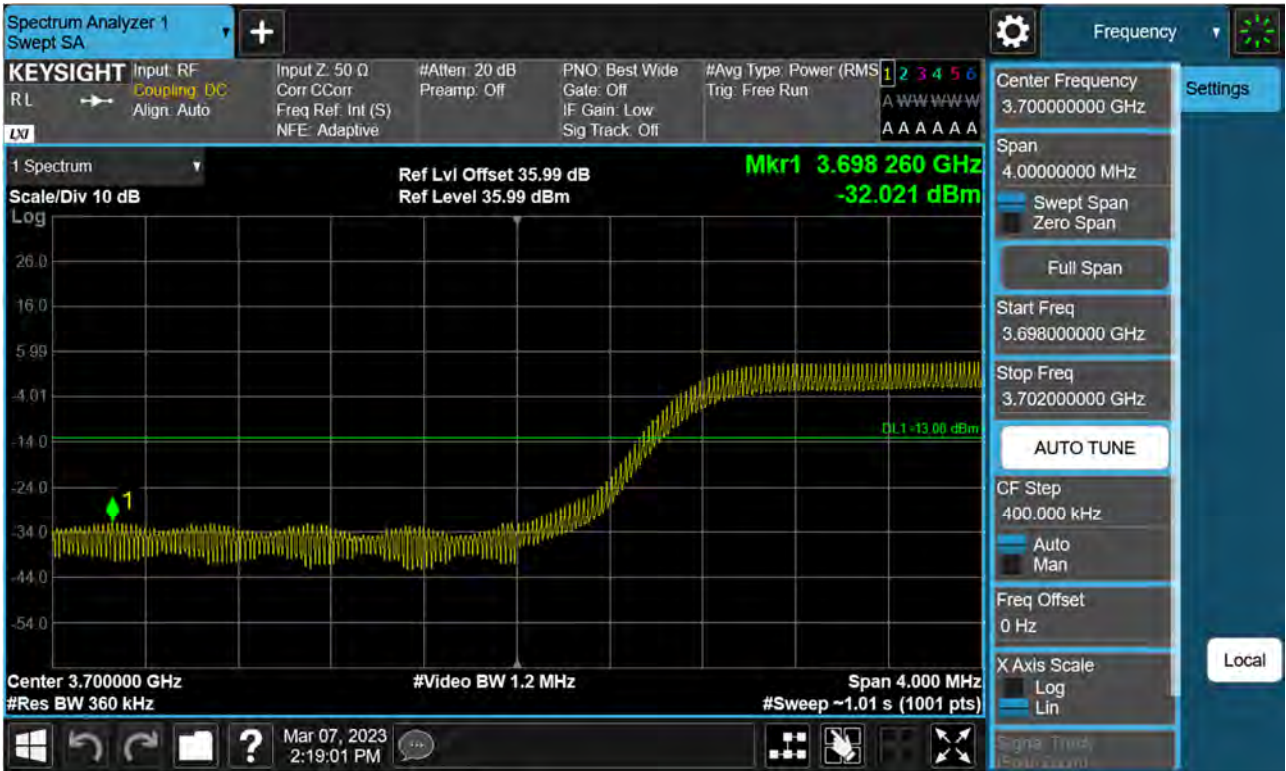 Spectrum Analyzer 1
Swept SA
+
Frequency
KEYSIGHT
RL
LXI
Input: RF
Coupling: DC
Align: Auto
Input Z: 50 Ω
Corr CCorr
Freq Ref: Int (S)
NFE: Adaptive
#Atten: 20 dB
Preamp: Off
PNO: Best Wide
Gate: Off
IF Gain: Low
Sig Track: Off
#Avg Type: Power (RMS
Trig: Free Run
1 2 3 4 5 6
A W W W W W
A A A A A A
1 Spectrum
Scale/Div 10 dB
Log
Ref Lvl Offset 35.99 dB
Ref Level 35.99 dBm
Mkr1 3.698 260 GHz
-32.021 dBm
26.0
16.0
5.99
-4.01
-14.0
-24.0
-34.0
-44.0
-54.0
DL1 -13.00 dBm
1
Center 3.700000 GHz
#Res BW 360 kHz
#Video BW 1.2 MHz
Span 4.000 MHz
#Sweep ~1.01 s (1001 pts)
Center Frequency
3.700000000 GHz
Settings
Span
4.00000000 MHz
Swept Span
Zero Span
Full Span
Start Freq
3.698000000 GHz
Stop Freq
3.702000000 GHz
AUTO TUNE
CF Step
400.000 kHz
Auto
Man
Freq Offset
0 Hz
X Axis Scale
Log
Lin
Local
Signal Track
(Span Zoom)
?
Mar 07, 2023
2:19:01 PM